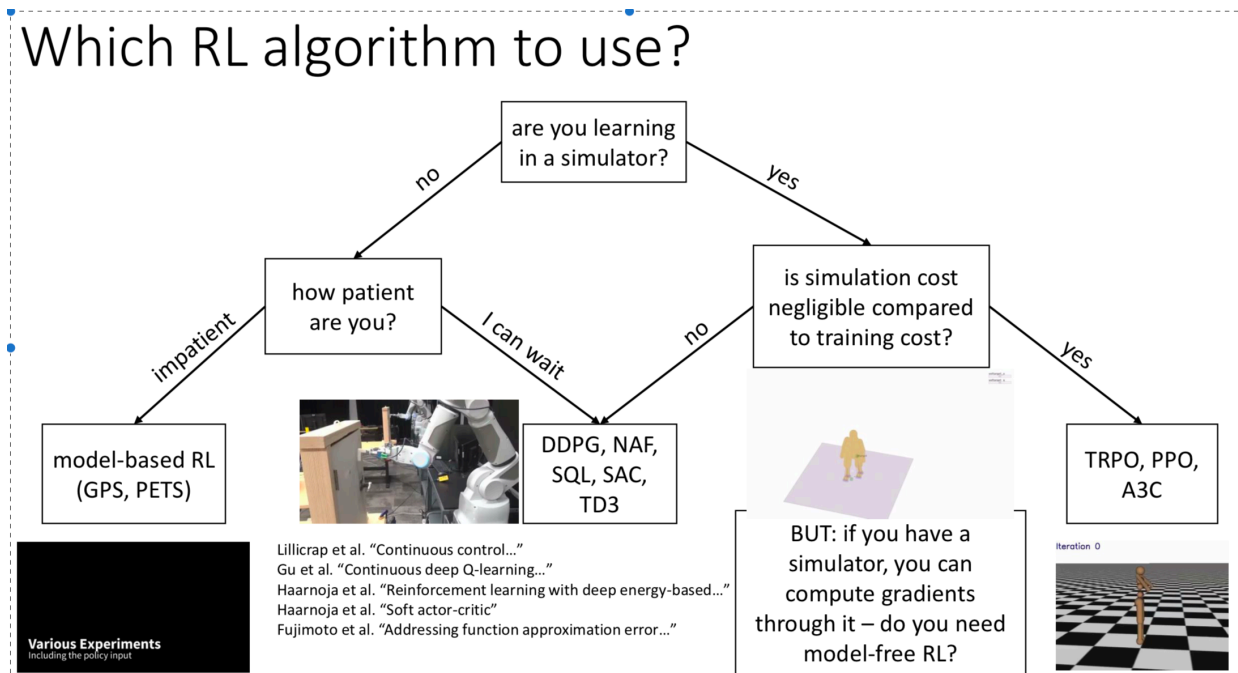 Which RL algorithm to use?
are you learning
in a simulator?
no
yes
how patient
are you?
is simulation cost
negligible compared
to training cost?
impatient
I can wait
no
yes
model-based RL
(GPS, PETS)
DDPG, NAF,
SQL, SAC,
TD3
TRPO, PPO,
A3C
Lillicrap et al. “Continuous control…”
Gu et al. “Continuous deep Q-learning…”
Haarnoja et al. “Reinforcement learning with deep energy-based…”
Haarnoja et al. “Soft actor-critic”
Fujimoto et al. “Addressing function approximation error…”
BUT: if you have a
simulator, you can
compute gradients
through it – do you need
model-free RL?
Various Experiments
Including the policy input
Iteration 0